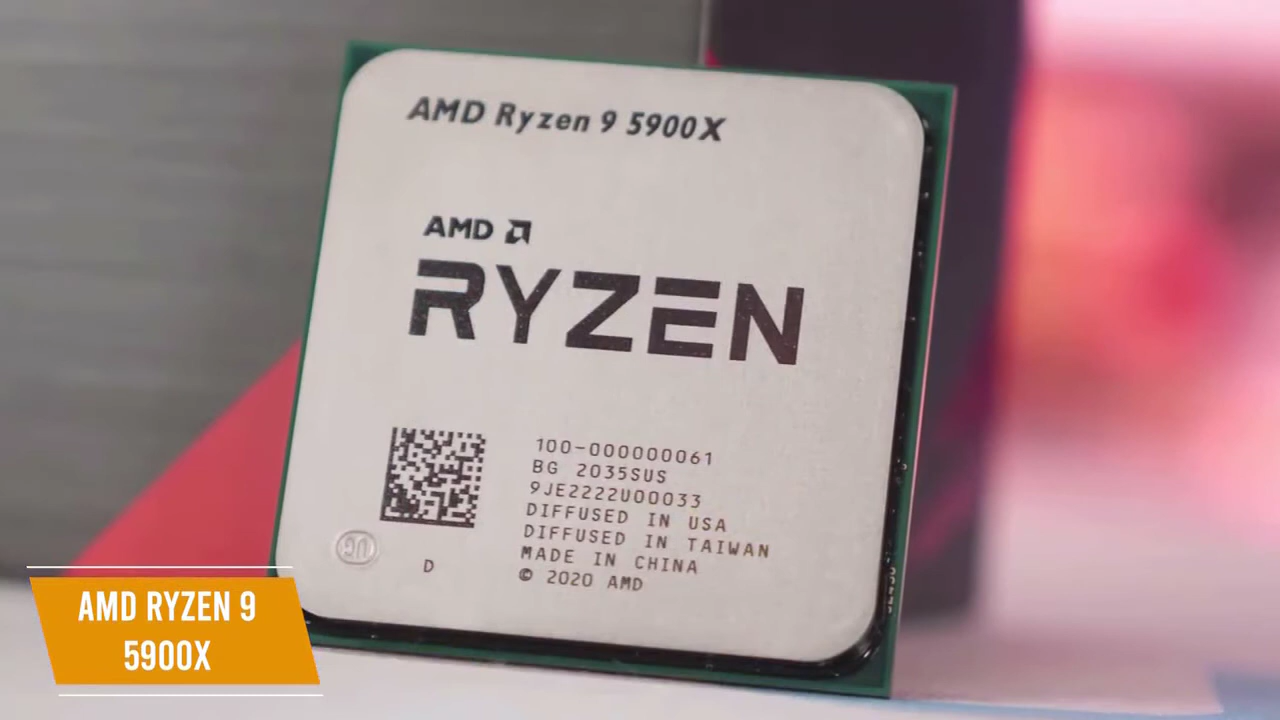 AMD Ryzen 9 5900X
AMD
RYZEN
100-000000061
BG 2035SUS
9JE2222U00033
DIFFUSED IN USA
DIFFUSED IN TAIWAN
MADE IN CHINA
© 2020 AMD
D
AMD RYZEN 9
5900X